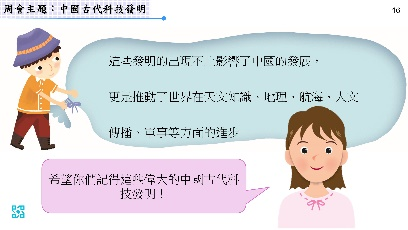 周會主題：中國古代科技發明
16
這些發明的出現不止影響了中國的發展，
更是推動了世界在天文知識、地理、航海、人文
傳播、軍事等方面的進步
希望你們記得這些偉大的中國古代科
技發明！